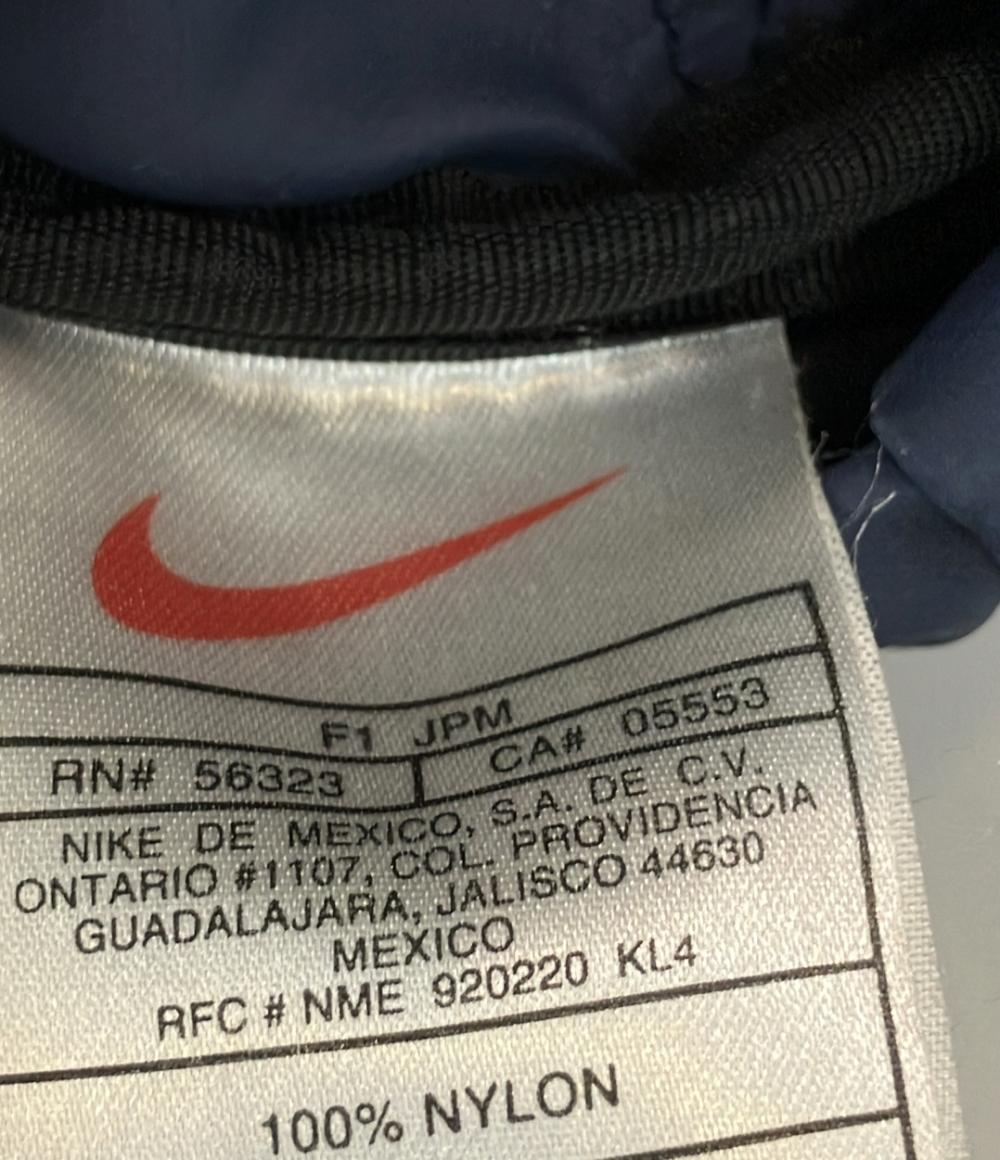 F1 JPM
RN# 56323 CA# 05553
NIKE DE MEXICO, S.A. DE C.V.
ONTARIO #1107, COL. PROVIDENCIA
GUADALAJARA, JALISCO 44630
MEXICO
RFC # NME 920220 KL4
100% NYLON